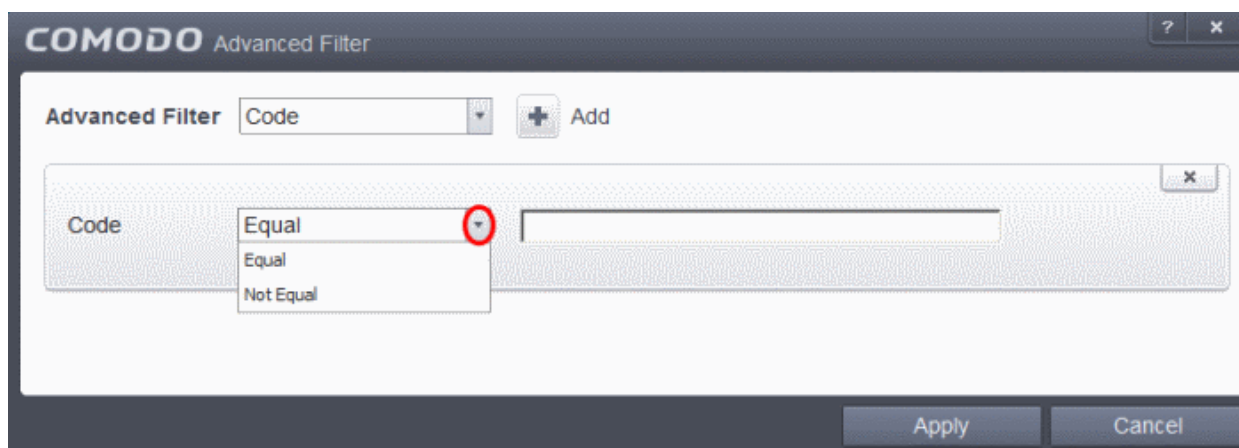 COMODO Advanced Filter ? ×
Advanced Filter Code + Add
×
Code Equal
Equal
Not Equal
Apply Cancel